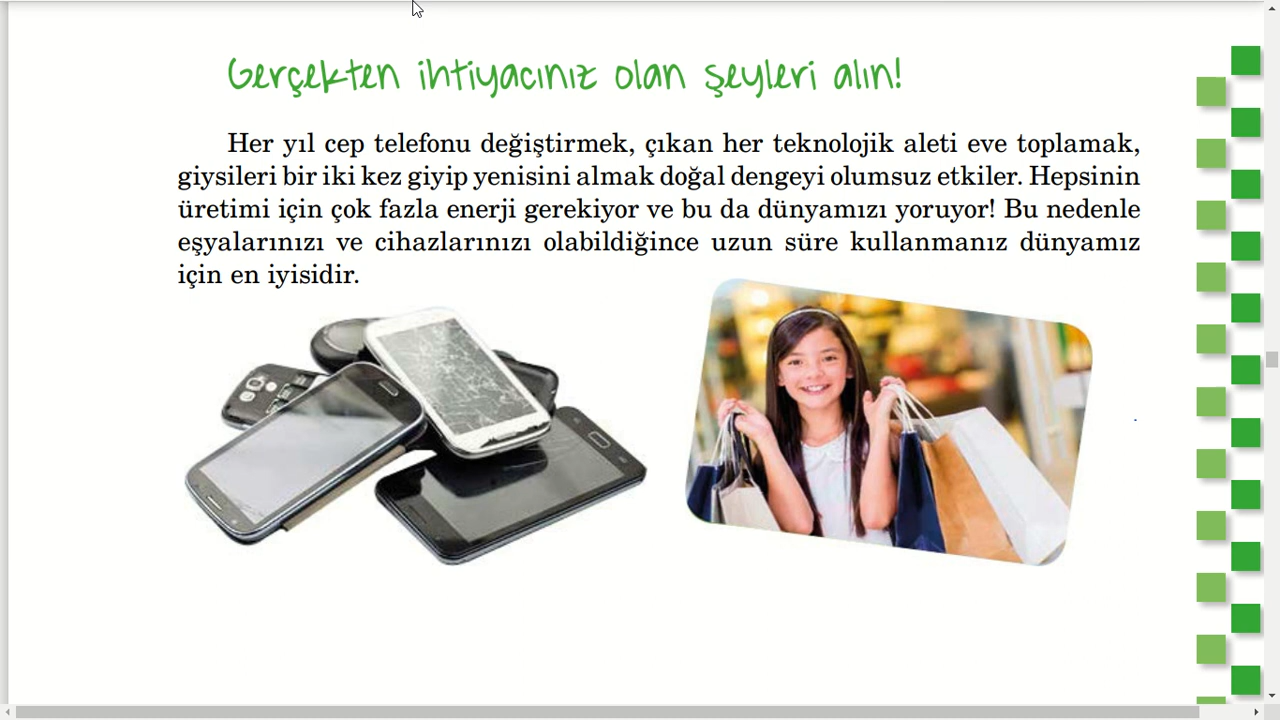 Gerçekten ihtiyacınız olan şeyleri alın!
Her yıl cep telefonu değiştirmek, çıkan her teknolojik aleti eve toplamak,
giysileri bir iki kez giyip yenisini almak doğal dengeyi olumsuz etkiler. Hepsinin
üretimi için çok fazla enerji gerekiyor ve bu da dünyamızı yoruyor! Bu nedenle
eşyalarınızı ve cihazlarınızı olabildiğince uzun süre kullanmanız dünyamız
için en iyisidir.